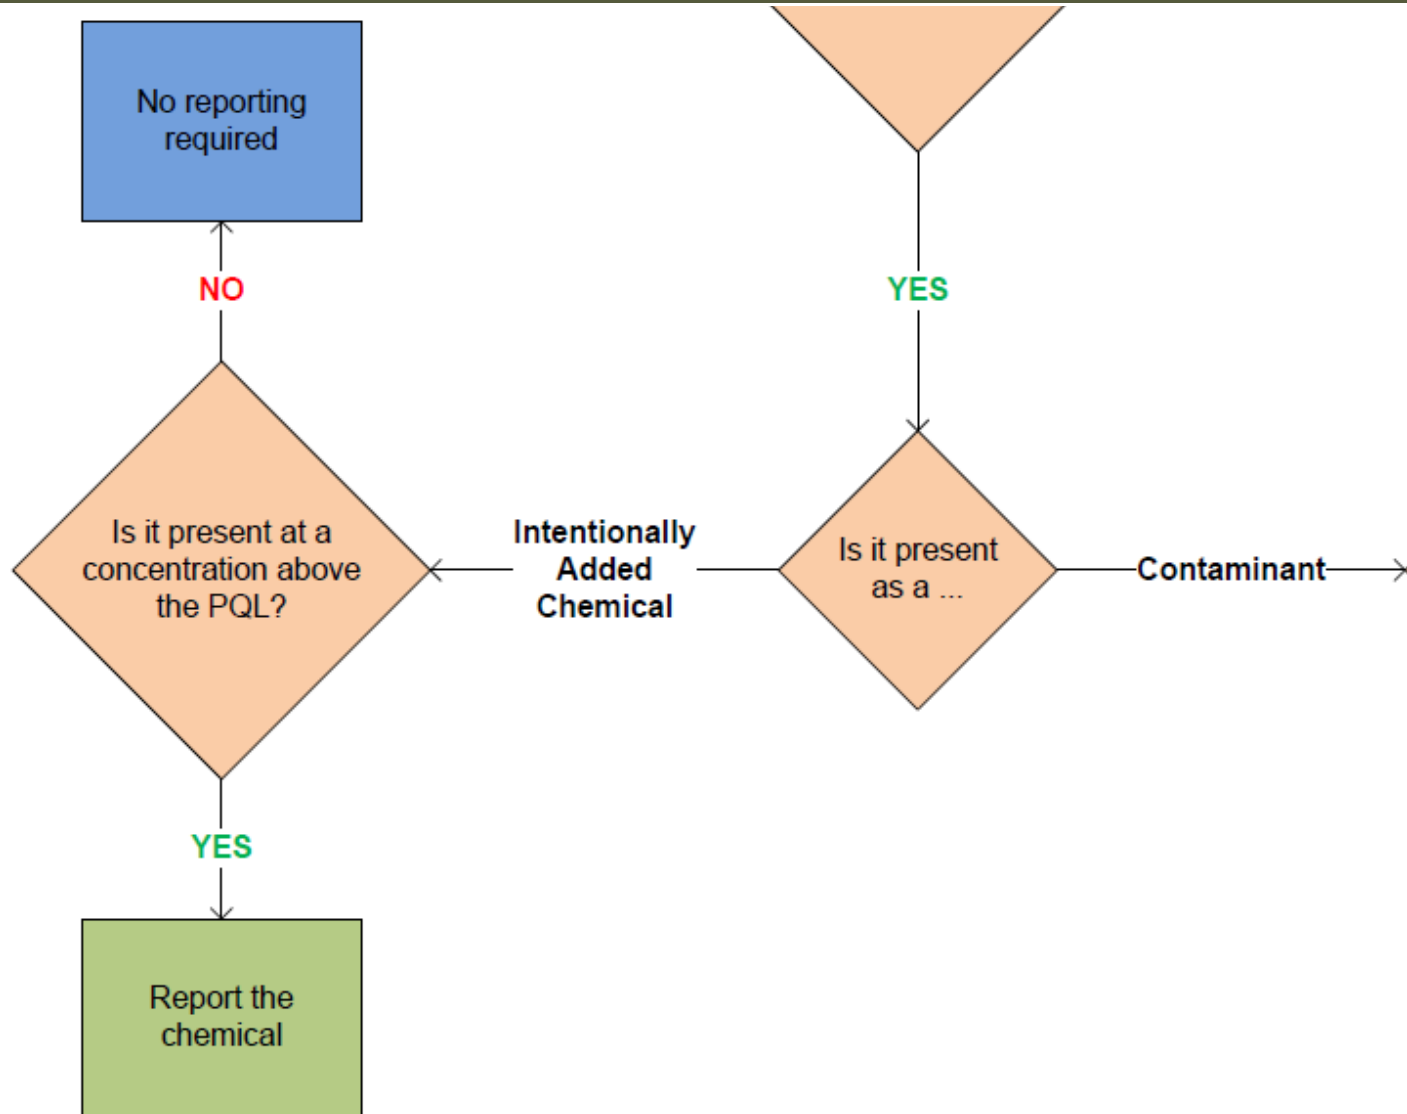 No reporting
required
NO
YES
Is it present at a
concentration above
the PQL?
Intentionally
Added
Chemical
Is it present
as a ...
Contaminant
YES
Report the
chemical